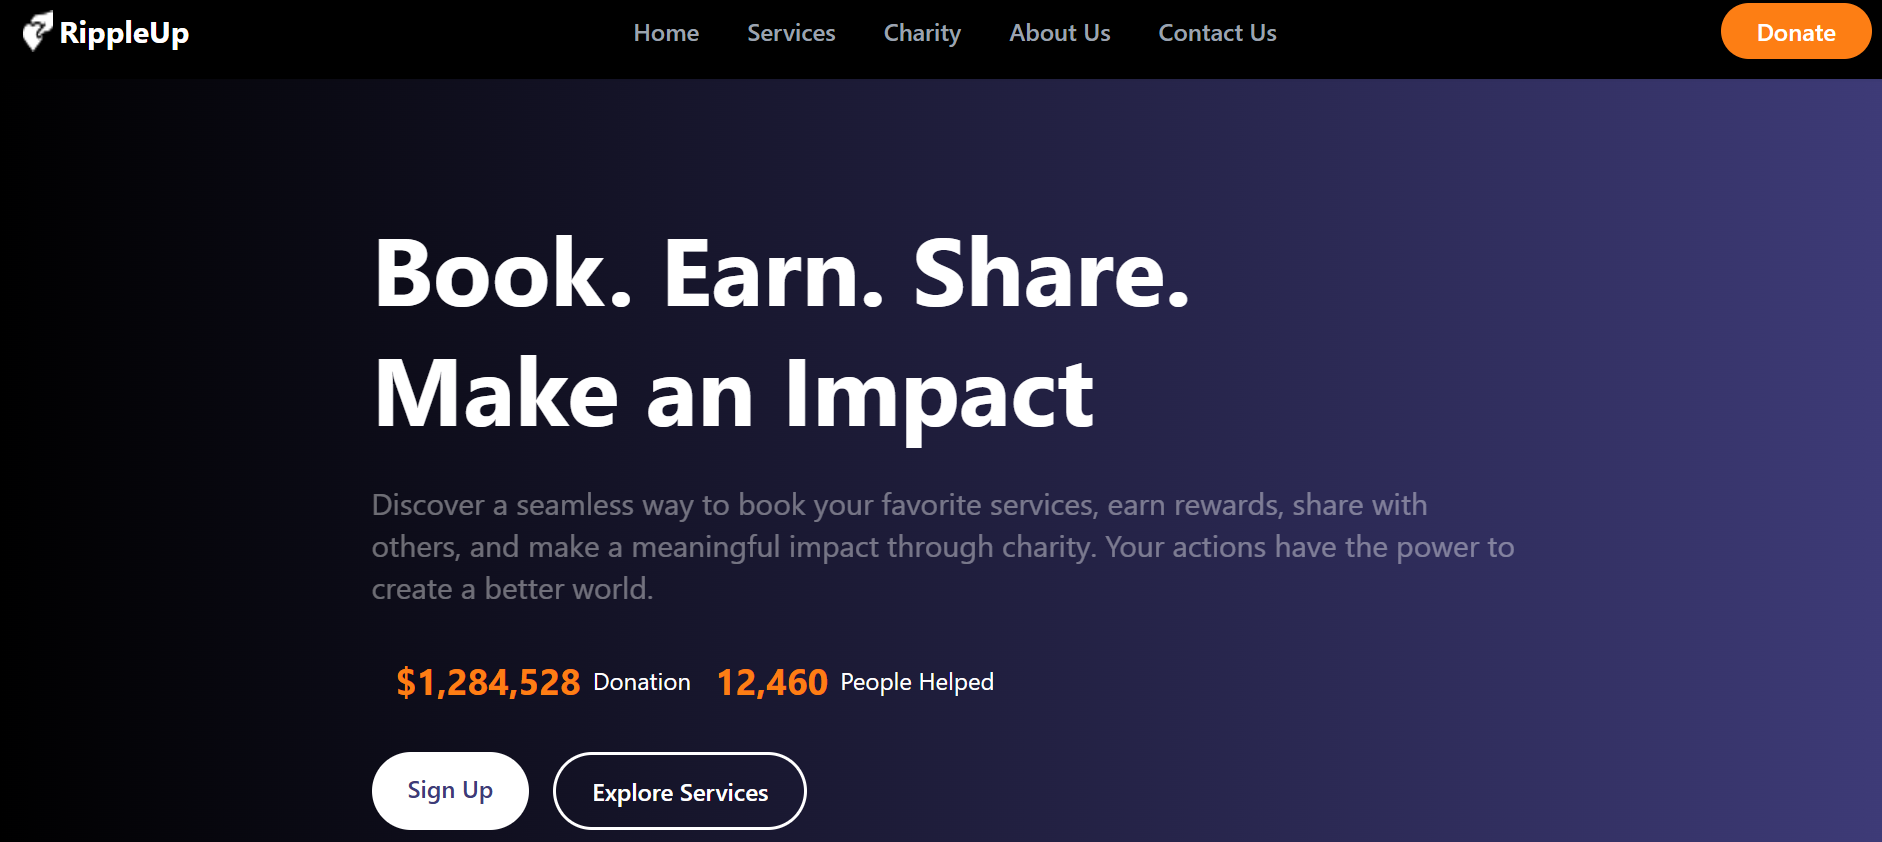 RippleUp
Home
Services
Charity
About Us
Contact Us
Donate
Book. Earn. Share.
Make an Impact
Discover a seamless way to book your favorite services, earn rewards, share with
others, and make a meaningful impact through charity. Your actions have the power to
create a better world.
$1,284,528 Donation 12,460 People Helped
Sign Up
Explore Services